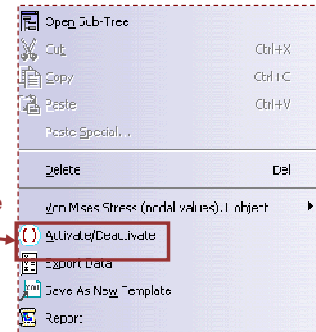 Open Sub-Tree
Cut Ctrl+X
Copy Ctrl+C
Paste Ctrl+V
Paste Special...
Delete Del
Von Mises Stress (nodal values).1 object
Activate/Deactivate
Export Data
Save As New Template
Report